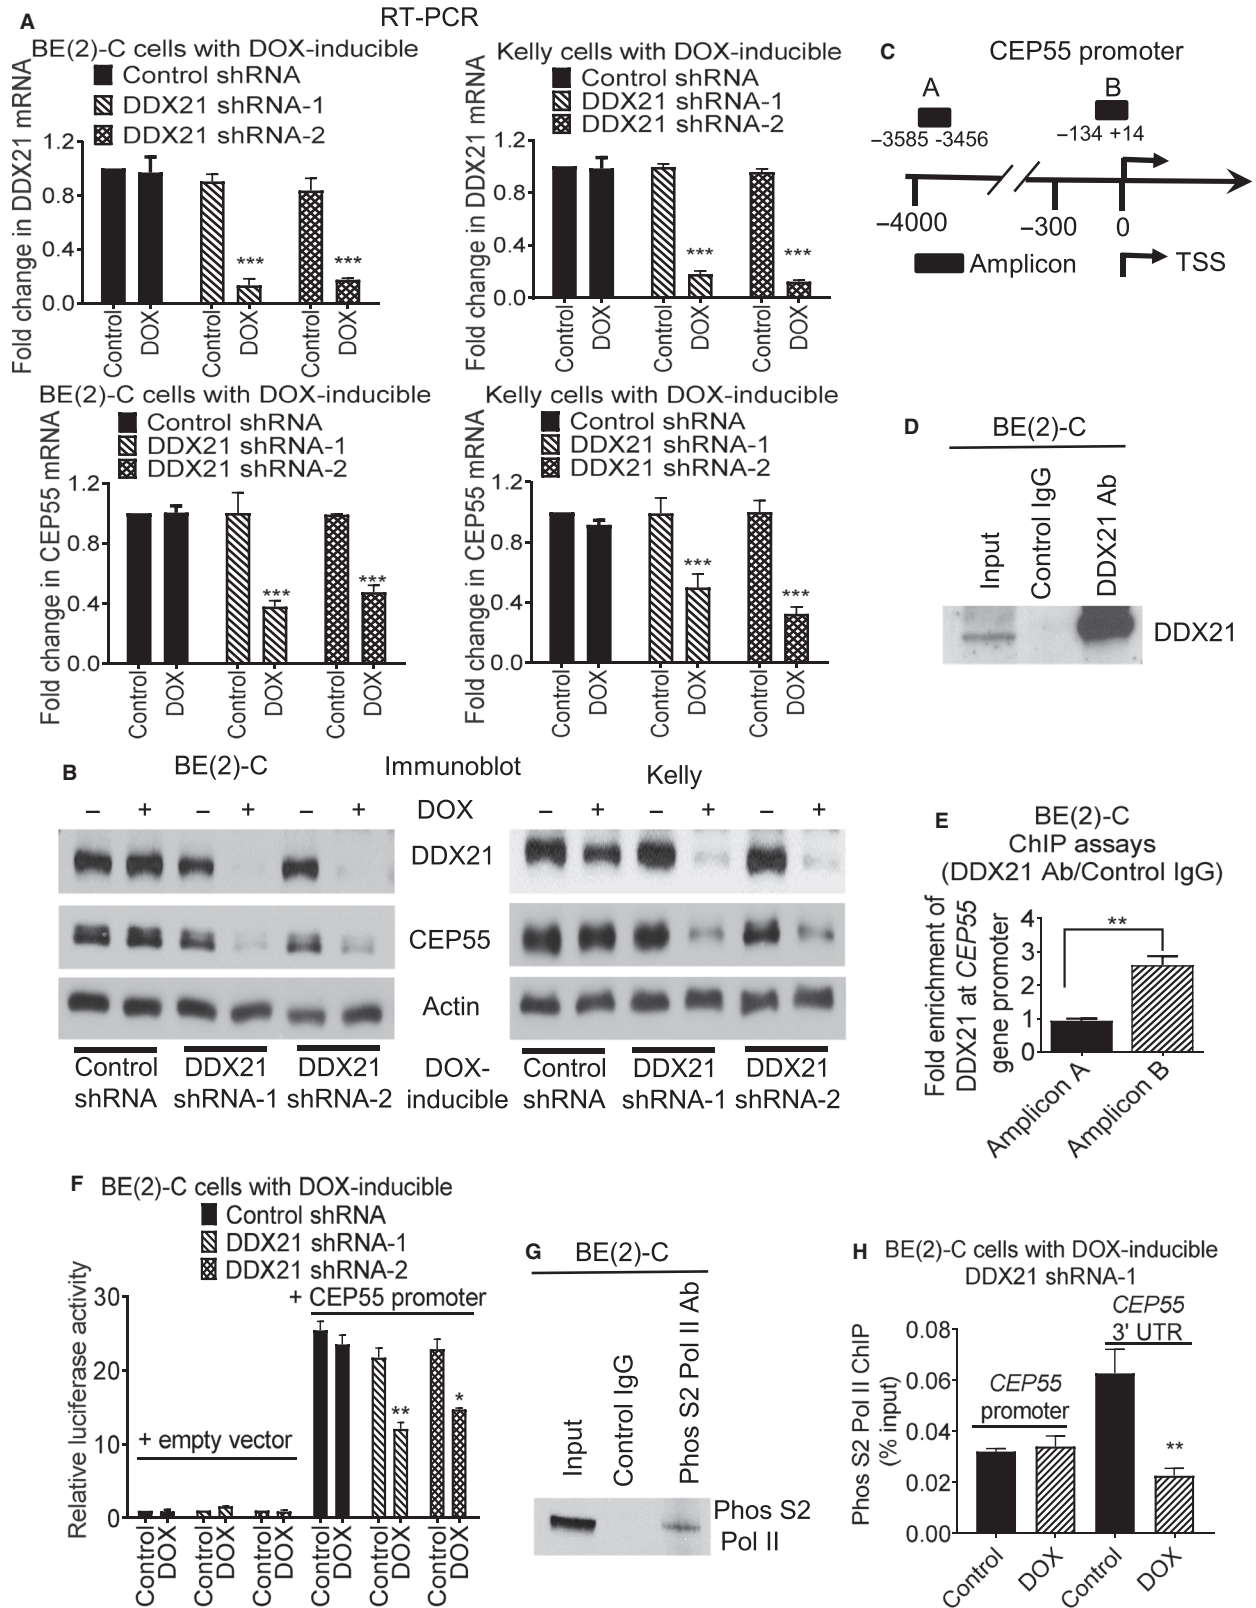 A
RT-PCR
BE(2)-C cells with DOX-inducible
Control shRNA
DDX21 shRNA-1
DDX21 shRNA-2
Fold change in DDX21 mRNA
1.2
0.8
0.4
0.0
***
***
Control
DOX
Control
DOX
Control
DOX
Kelly cells with DOX-inducible
Control shRNA
DDX21 shRNA-1
DDX21 shRNA-2
Fold change in DDX21 mRNA
1.2
0.8
0.4
0.0
***
***
Control
DOX
Control
DOX
Control
DOX
BE(2)-C cells with DOX-inducible
Control shRNA
DDX21 shRNA-1
DDX21 shRNA-2
Fold change in CEP55 mRNA
1.2
0.8
0.4
0.0
***
***
Control
DOX
Control
DOX
Control
DOX
Kelly cells with DOX-inducible
Control shRNA
DDX21 shRNA-1
DDX21 shRNA-2
Fold change in CEP55 mRNA
1.2
0.8
0.4
0.0
***
***
Control
DOX
Control
DOX
Control
DOX
B
BE(2)-C
Immunoblot
Kelly
– + – + – +
DOX
– + – + – +
DDX21
CEP55
Actin
Control shRNA
DDX21 shRNA-1
DDX21 shRNA-2
DOX-inducible
Control shRNA
DDX21 shRNA-1
DDX21 shRNA-2
C
CEP55 promoter
A
B
−3585 -3456
−134 +14
−4000
−300
0
Amplicon
TSS
D
BE(2)-C
Input
Control IgG
DDX21 Ab
DDX21
E
BE(2)-C
ChIP assays
(DDX21 Ab/Control IgG)
Fold enrichment of
DDX21 at CEP55
gene promoter
4
3
2
1
0
**
Amplicon A
Amplicon B
F
BE(2)-C cells with DOX-inducible
Control shRNA
DDX21 shRNA-1
DDX21 shRNA-2
+ CEP55 promoter
+ empty vector
Relative luciferase activity
30
20
10
0
**
*
Control
DOX
Control
DOX
Control
DOX
Control
DOX
Control
DOX
Control
DOX
G
BE(2)-C
Input
Control IgG
Phos S2 Pol II Ab
Phos S2
Pol II
H
BE(2)-C cells with DOX-inducible
DDX21 shRNA-1
CEP55
3' UTR
CEP55
promoter
Phos S2 Pol II ChIP
(% input)
0.08
0.06
0.04
0.02
0.00
**
Control
DOX
Control
DOX